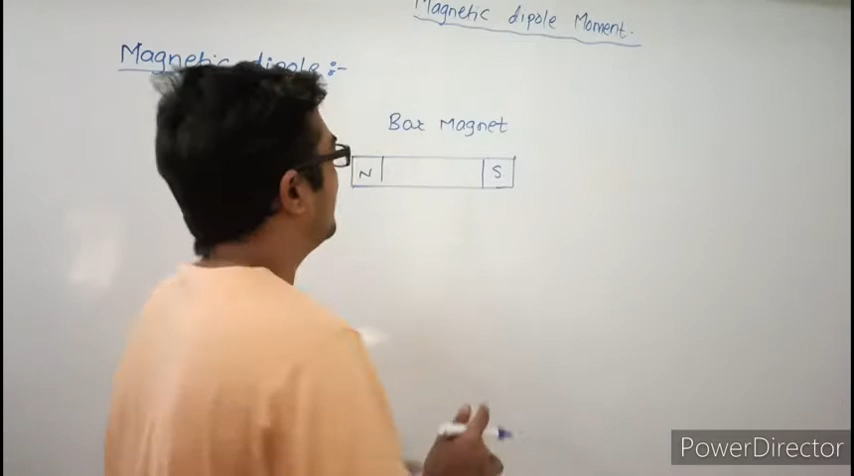 Magnetic dipole Moment.
Magnetic dipole :-
Bar Magnet
N S
PowerDirector